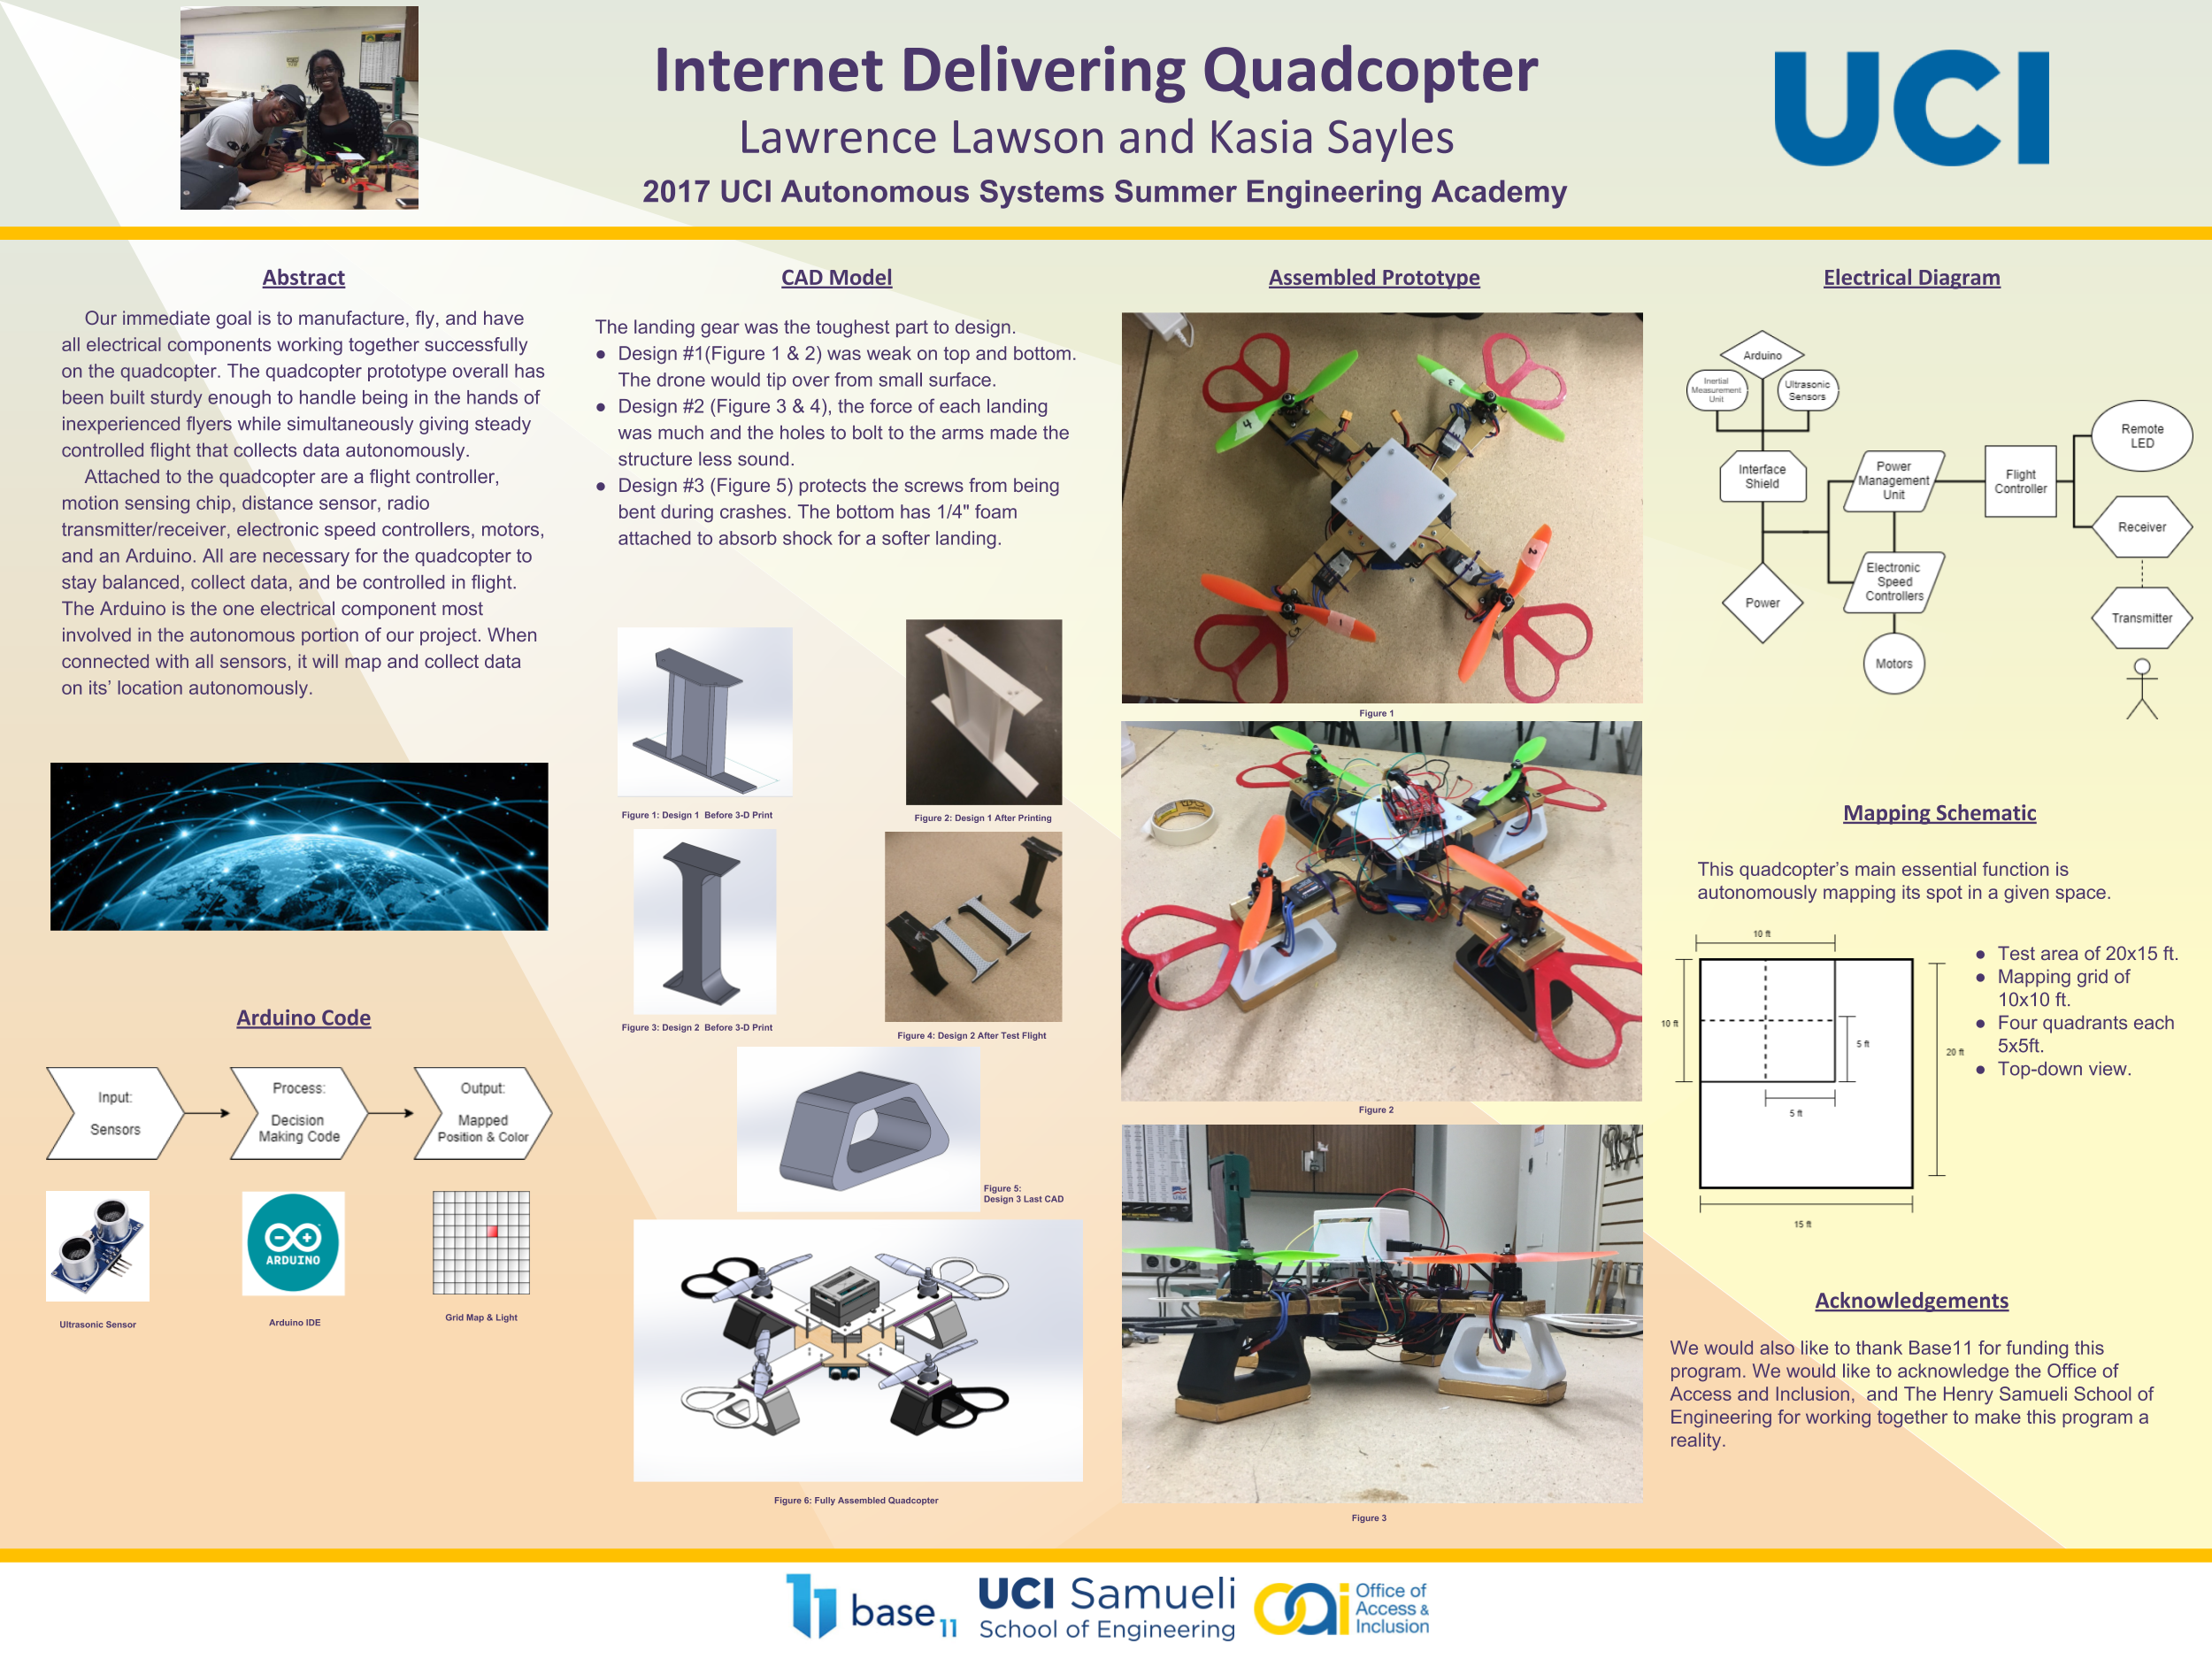 Internet Delivering Quadcopter
Lawrence Lawson and Kasia Sayles
2017 UCI Autonomous Systems Summer Engineering Academy
UCI
Abstract
Our immediate goal is to manufacture, fly, and have
all electrical components working together successfully
on the quadcopter. The quadcopter prototype overall has
been built sturdy enough to handle being in the hands of
inexperienced flyers while simultaneously giving steady
controlled flight that collects data autonomously.
Attached to the quadcopter are a flight controller,
motion sensing chip, distance sensor, radio
transmitter/receiver, electronic speed controllers, motors,
and an Arduino. All are necessary for the quadcopter to
stay balanced, collect data, and be controlled in flight.
The Arduino is the one electrical component most
involved in the autonomous portion of our project. When
connected with all sensors, it will map and collect data
on its’ location autonomously.
Arduino Code
Input:
Sensors
Process:
Decision
Making Code
Output:
Mapped
Position & Color
ARDUINO
Ultrasonic Sensor
Arduino IDE
Grid Map & Light
CAD Model
The landing gear was the toughest part to design.
● Design #1(Figure 1 & 2) was weak on top and bottom.
The drone would tip over from small surface.
● Design #2 (Figure 3 & 4), the force of each landing
was much and the holes to bolt to the arms made the
structure less sound.
● Design #3 (Figure 5) protects the screws from being
bent during crashes. The bottom has 1/4" foam
attached to absorb shock for a softer landing.
Figure 1: Design 1 Before 3-D Print
Figure 2: Design 1 After Printing
Figure 3: Design 2 Before 3-D Print
Figure 4: Design 2 After Test Flight
Figure 5:
Design 3 Last CAD
Figure 6: Fully Assembled Quadcopter
Assembled Prototype
4
3
2
1
Figure 1
Figure 2
USA
Figure 3
Electrical Diagram
Arduino
Inertial
Measurement
Unit
Ultrasonic
Sensors
Interface
Shield
Power
Power
Management
Unit
Electronic
Speed
Controllers
Motors
Flight
Controller
Remote
LED
Receiver
Transmitter
Mapping Schematic
This quadcopter’s main essential function is
autonomously mapping its spot in a given space.
10 ft
10 ft
5 ft
5 ft
20 ft
15 ft
● Test area of 20x15 ft.
● Mapping grid of
10x10 ft.
● Four quadrants each
5x5ft.
● Top-down view.
Acknowledgements
We would also like to thank Base11 for funding this
program. We would like to acknowledge the Office of
Access and Inclusion, and The Henry Samueli School of
Engineering for working together to make this program a
reality.
base 11
UCI Samueli
School of Engineering
oai
Office of
Access &
Inclusion